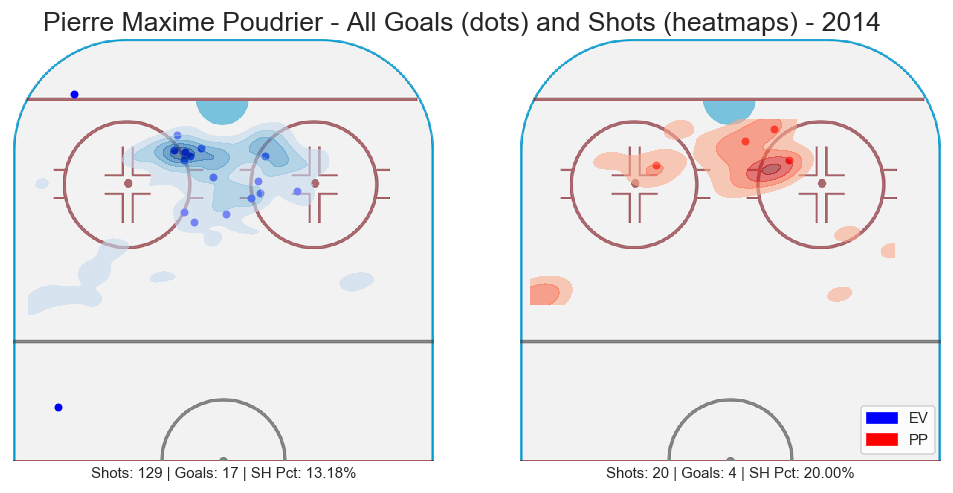 Pierre Maxime Poudrier - All Goals (dots) and Shots (heatmaps) - 2014
EV
PP
Shots: 129 | Goals: 17 | SH Pct: 13.18%
Shots: 20 | Goals: 4 | SH Pct: 20.00%